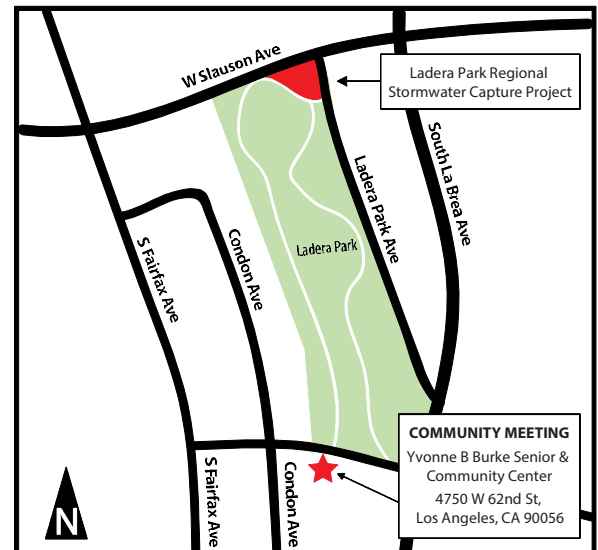 W Slauson Ave
Ladera Park Regional
Stormwater Capture Project
South La Brea Ave
Ladera Park Ave
Ladera Park
Condon Ave
S Fairfax Ave
COMMUNITY MEETING
Yvonne B Burke Senior &
Community Center
4750 W 62nd St,
Los Angeles, CA 90056
S Fairfax Ave
Condon Ave
N